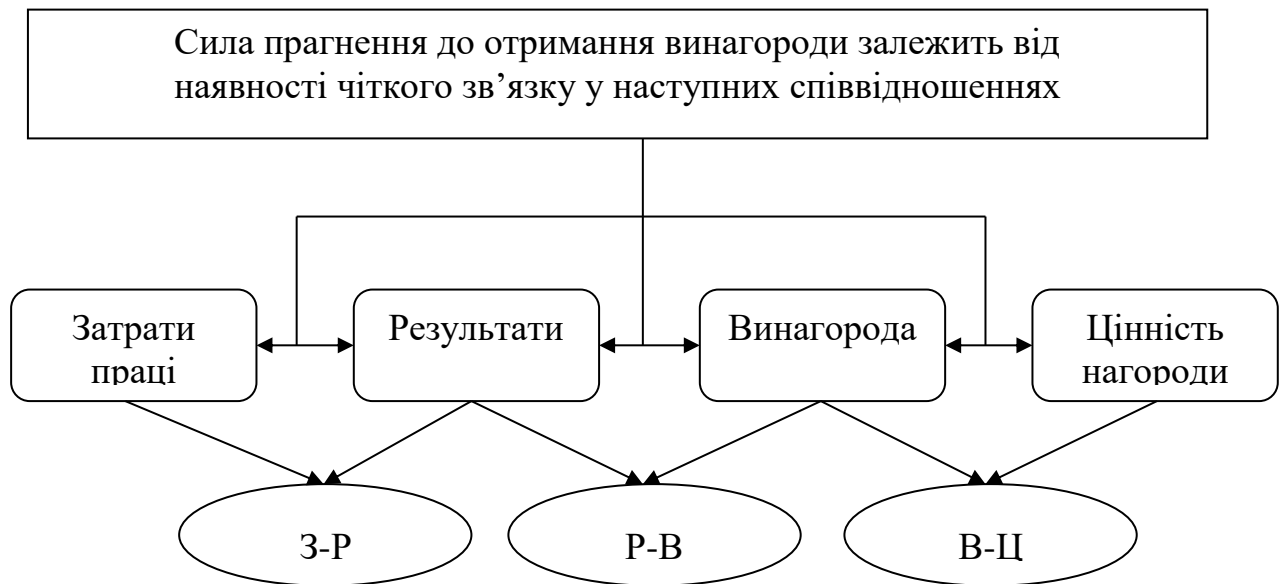 Сила прагнення до отримання винагороди залежить від
наявності чіткого зв’язку у наступних співвідношеннях
Затрати
праці
Результати
Винагорода
Цінність
нагороди
З-Р
Р-В
В-Ц